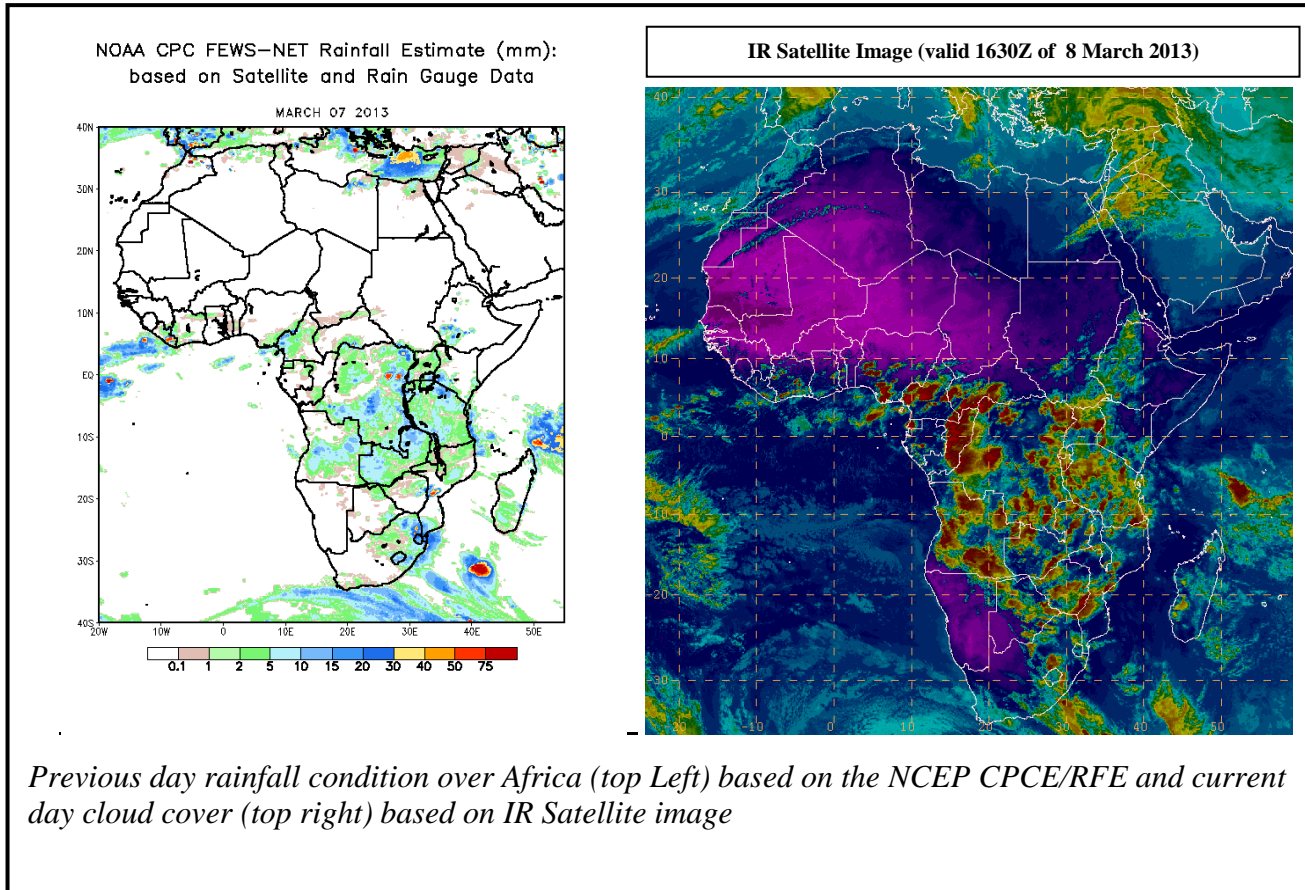 NOAA CPC FEWS-NET Rainfall Estimate (mm):
based on Satellite and Rain Gauge Data
MARCH 07 2013
40N
30N
20N
10N
EQ
10S
20S
30S
40S
20W 10W 0 10E 20E 30E 40E 50E
0.1 1 2 5 10 15 20 30 40 50 75
IR Satellite Image (valid 1630Z of 8 March 2013)
40
30
20
10
0
-10
-20
-30
-20 -10 0 10 20 30 40 50
Previous day rainfall condition over Africa (top Left) based on the NCEP CPCE/RFE and current
day cloud cover (top right) based on IR Satellite image